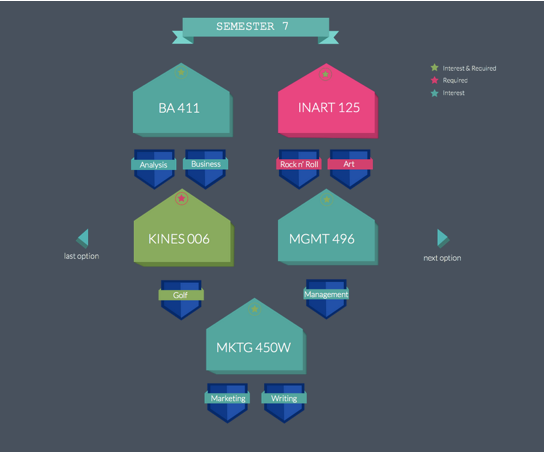 SEMESTER 7
Interest & Required
Required
Interest
BA 411
INART 125
Analysis
Business
Rock n' Roll
Art
KINES 006
MGMT 496
last option
next option
Golf
Management
MKTG 450W
Marketing
Writing